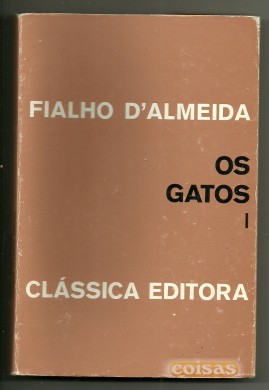 FIALHO D'ALMEIDA
OS
GATOS
I
CLÁSSICA EDITORA
coisas